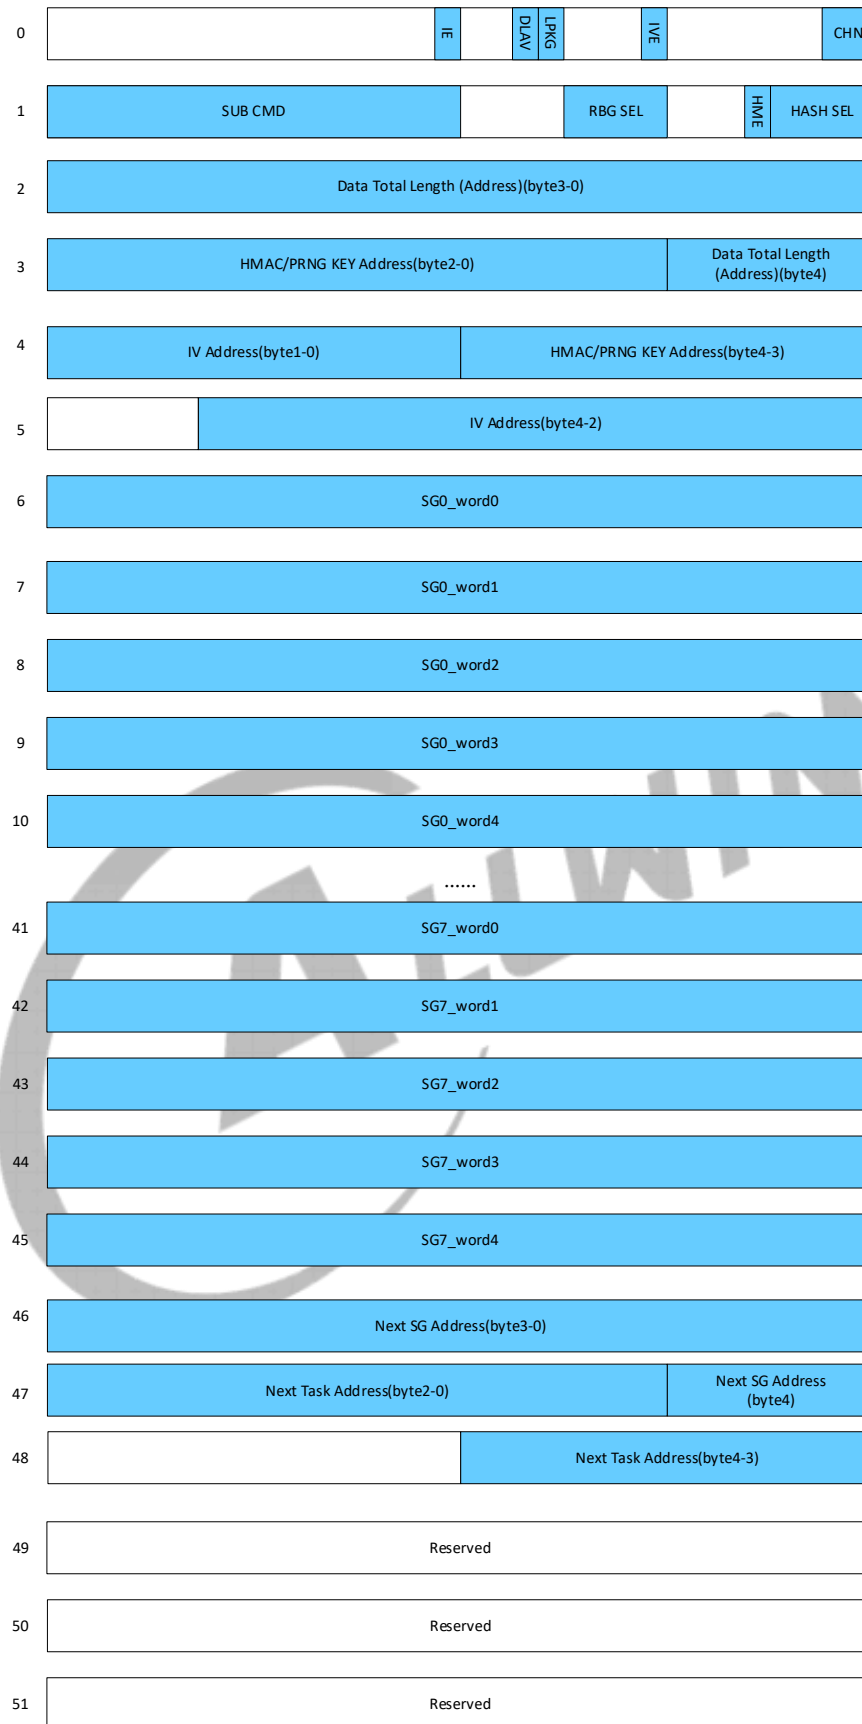 0 IE DLAV LPKG IVE CHN
1 SUB CMD RBG SEL HME HASH SEL
2 Data Total Length (Address)(byte3-0)
3 HMAC/PRNG KEY Address(byte2-0) Data Total Length
(Address)(byte4)
4 IV Address(byte1-0) HMAC/PRNG KEY Address(byte4-3)
5 IV Address(byte4-2)
6 SG0_word0
7 SG0_word1
8 SG0_word2
9 SG0_word3
10 SG0_word4
......
41 SG7_word0
42 SG7_word1
43 SG7_word2
44 SG7_word3
45 SG7_word4
46 Next SG Address(byte3-0)
47 Next Task Address(byte2-0) Next SG Address
(byte4)
48 Next Task Address(byte4-3)
49 Reserved
50 Reserved
51 Reserved